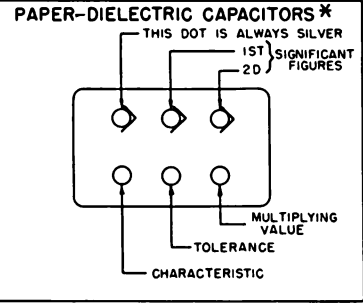 PAPER-DIELECTRIC CAPACITORS*
THIS DOT IS ALWAYS SILVER
1ST
2D
SIGNIFICANT
FIGURES
MULTIPLYING
VALUE
TOLERANCE
CHARACTERISTIC